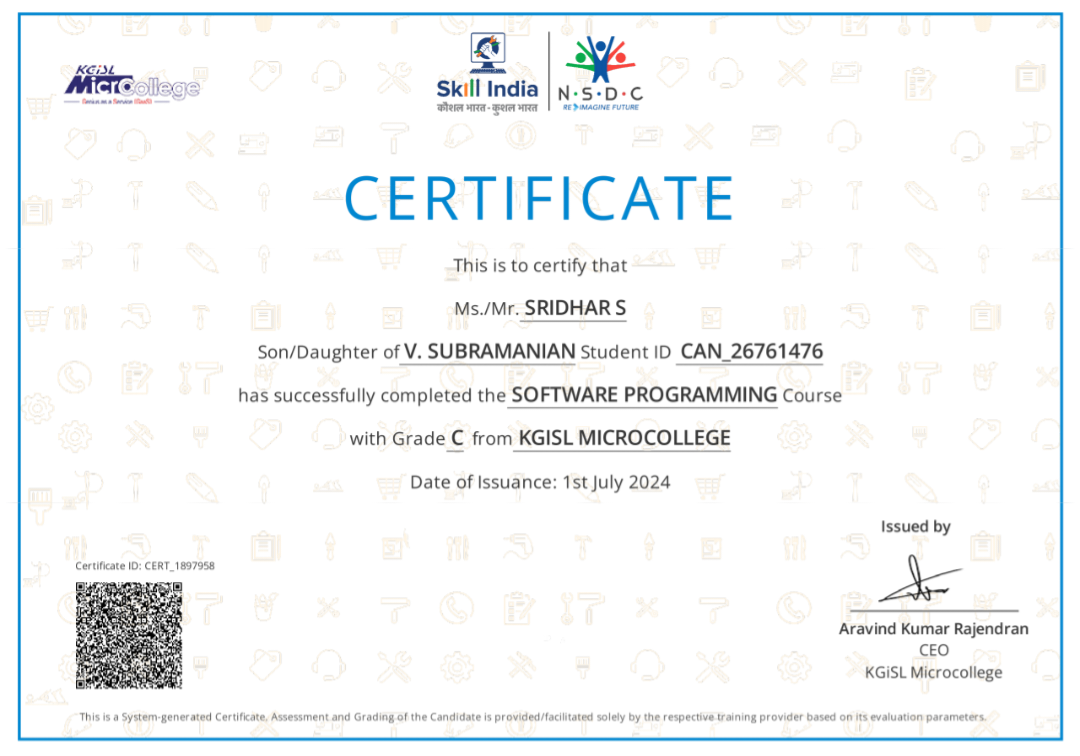 KGiSL
MicroCollege
Skill India
कौशल भारत - कुशल भारत
N·S·D·C
RE IMAGINE FUTURE
CERTIFICATE
This is to certify that
Ms./Mr. SRIDHAR S
Son/Daughter of V. SUBRAMANIAN Student ID CAN_26761476
has successfully completed the SOFTWARE PROGRAMMING Course
with Grade C from KGISL MICROCOLLEGE
Date of Issuance: 1st July 2024
Issued by
Certificate ID: CERT_1897958
Aravind Kumar Rajendran
CEO
KGiSL Microcollege
This is a System-generated Certificate, Assessment and Grading of the Candidate is provided/facilitated solely by the respective training provider based on its evaluation parameters.